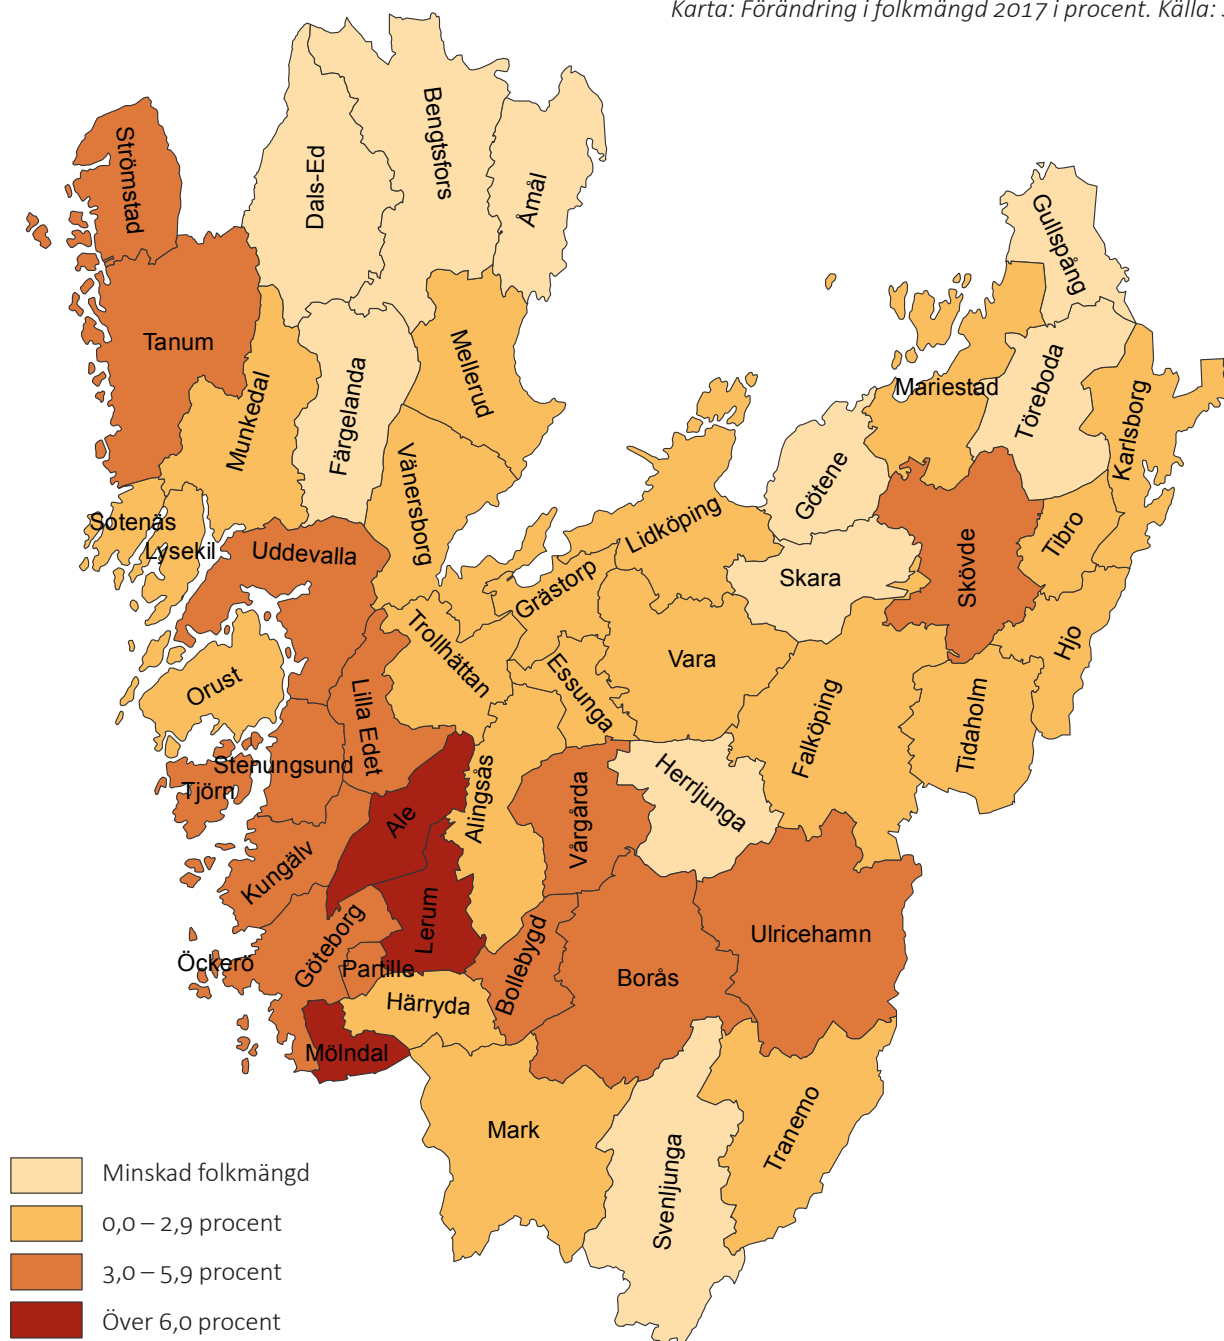 Karta: Förändring i folkmängd 2017 i procent. Källa:
Strömstad
Dals-Ed
Bengtsfors
Åmål
Gullspång
Tanum
Munkedal
Färgelanda
Mellerud
Mariestad
Töreboda
Karlsborg
Sotenäs
Lysekil
Uddevalla
Vänersborg
Lidköping
Götene
Skara
Skövde
Tibro
Grästorp
Trollhättan
Essunga
Vara
Hjo
Orust
Lilla Edet
Falköping
Tidaholm
Stenungsund
Tjörn
Ale
Alingsås
Vårgårda
Herrljunga
Kungälv
Lerum
Göteborg
Öckerö
Partille
Bollebygd
Borås
Ulricehamn
Härryda
Mölndal
Mark
Svenljunga
Tranemo
Minskad folkmängd
0,0 – 2,9 procent
3,0 – 5,9 procent
Över 6,0 procent